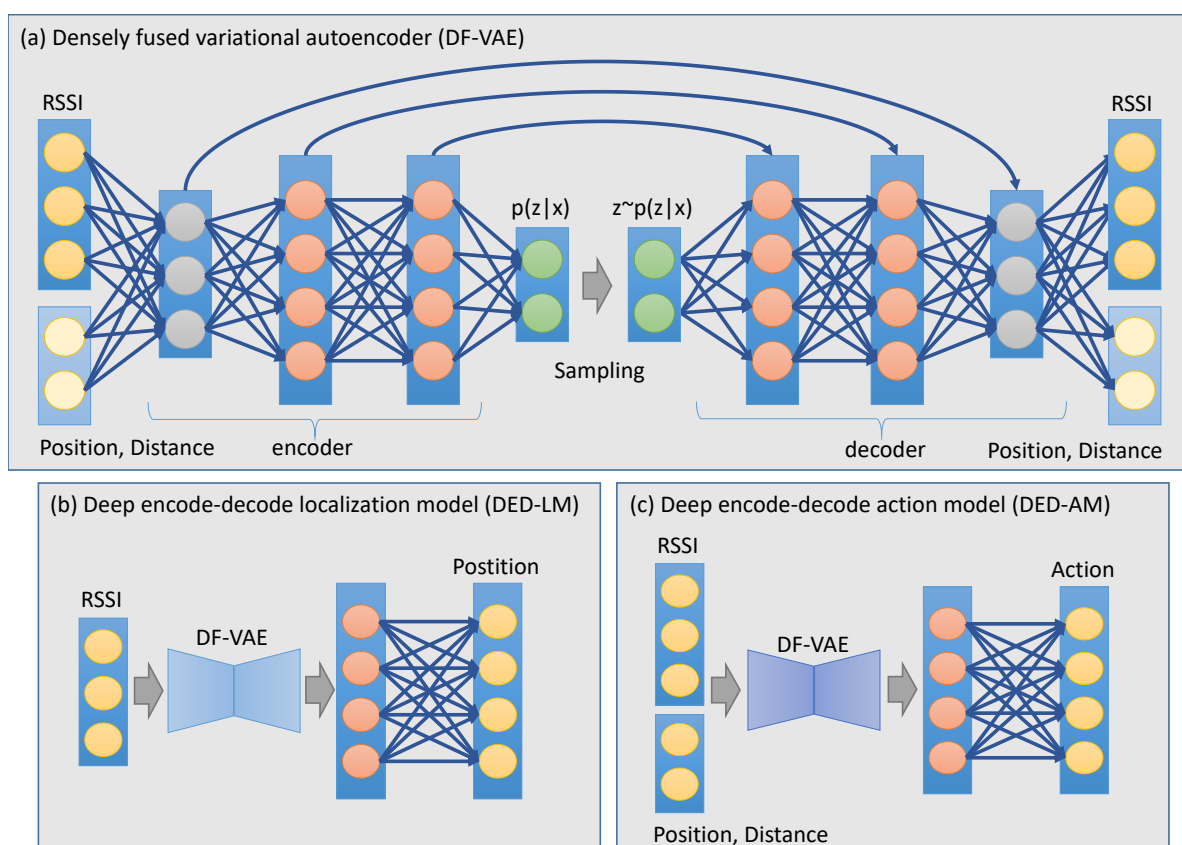 (a) Densely fused variational autoencoder (DF-VAE)
RSSI
RSSI
p(z|x)
z~p(z|x)
Sampling
Position, Distance
encoder
decoder
Position, Distance
(b) Deep encode-decode localization model (DED-LM)
RSSI
DF-VAE
Postition
(c) Deep encode-decode action model (DED-AM)
RSSI
DF-VAE
Action
Position, Distance